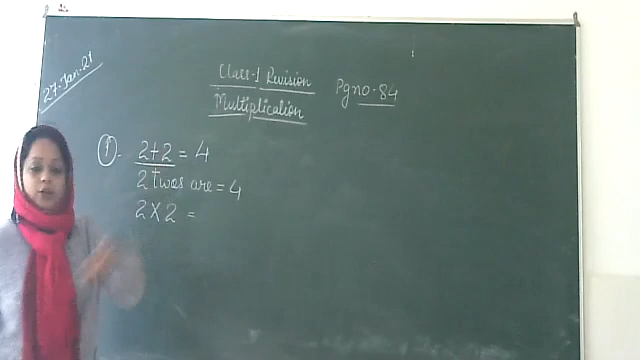 27-Jan-21
Class-1 Revision
Multiplication
Pg no-84
1. 2+2 = 4
2 twos are = 4
2 X 2 =